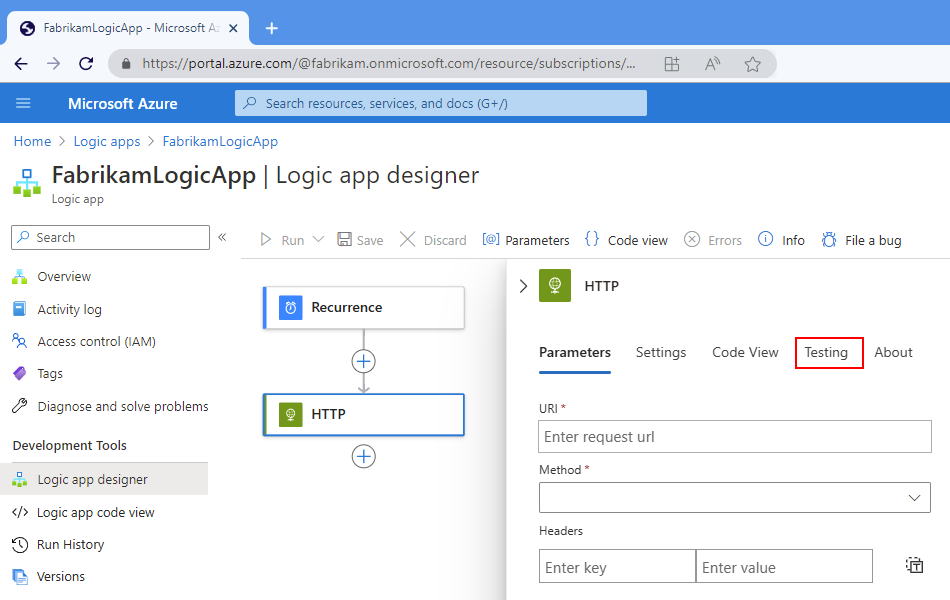 FabrikamLogicApp - Microsoft Az
https://portal.azure.com/@fabrikam.onmicrosoft.com/resource/subscriptions/...
Microsoft Azure
Search resources, services, and docs (G+/)
Home > Logic apps > FabrikamLogicApp
FabrikamLogicApp | Logic app designer
Logic app
Search
Run Save Discard Parameters Code view Errors Info File a bug
Overview
Activity log
Access control (IAM)
Tags
Diagnose and solve problems
Development Tools
Logic app designer
Logic app code view
Run History
Versions
Recurrence
HTTP
HTTP
Parameters Settings Code View Testing About
URI *
Enter request url
Method *
Headers
Enter key Enter value